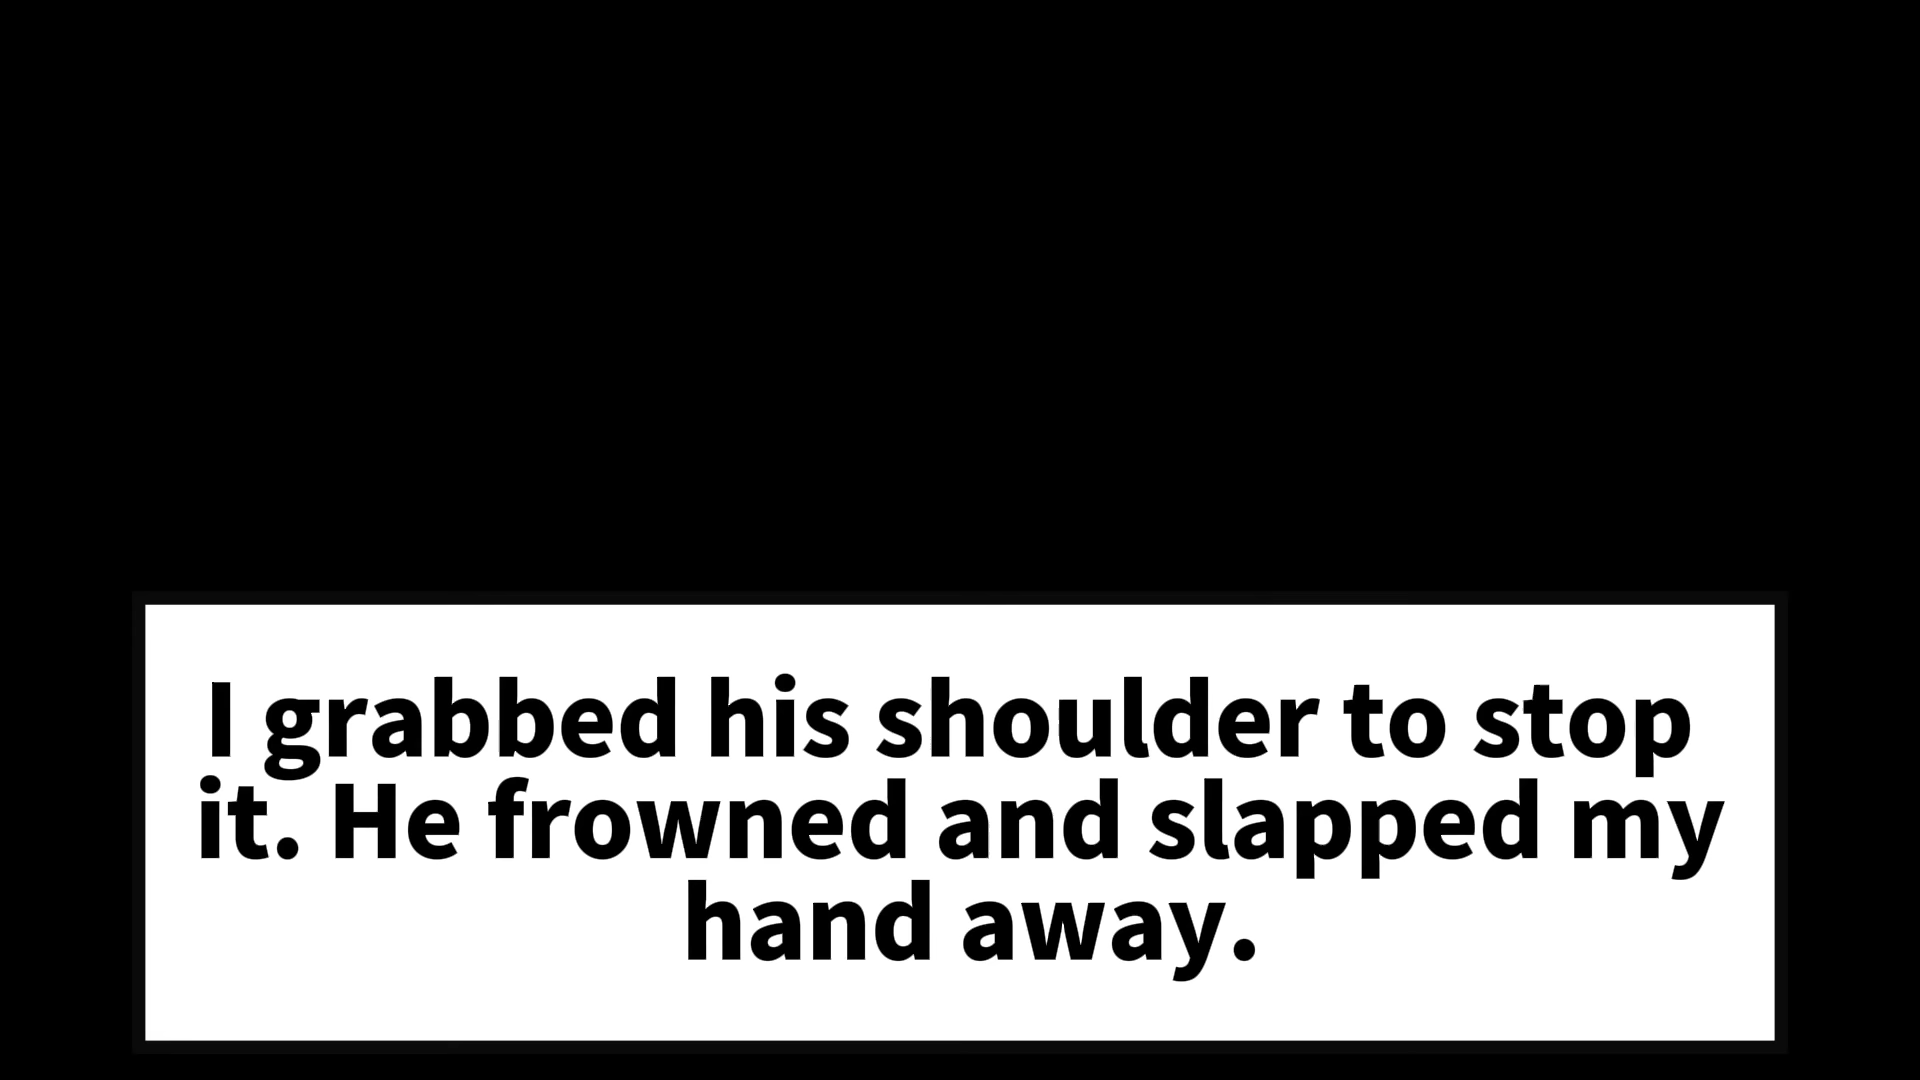 I grabbed his shoulder to stop
it. He frowned and slapped my
hand away.